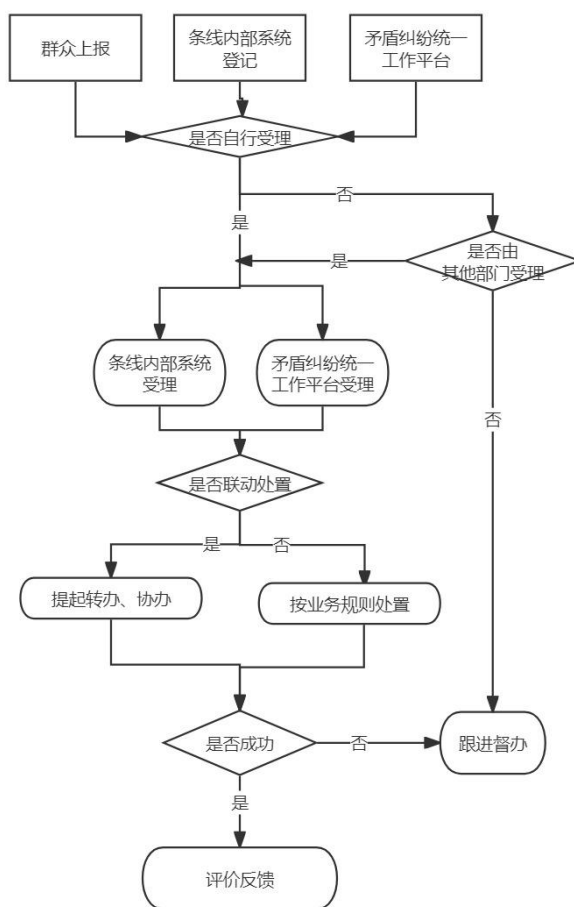 群众上报
条线内部系统
登记
矛盾纠纷统一
工作平台
是否自行受理
否
是
是
是否由
其他部门受理
条线内部系统
受理
矛盾纠纷统一
工作平台受理
否
是否联动处置
是
否
提起转办、协办
按业务规则处置
是否成功
否
跟进督办
是
评价反馈